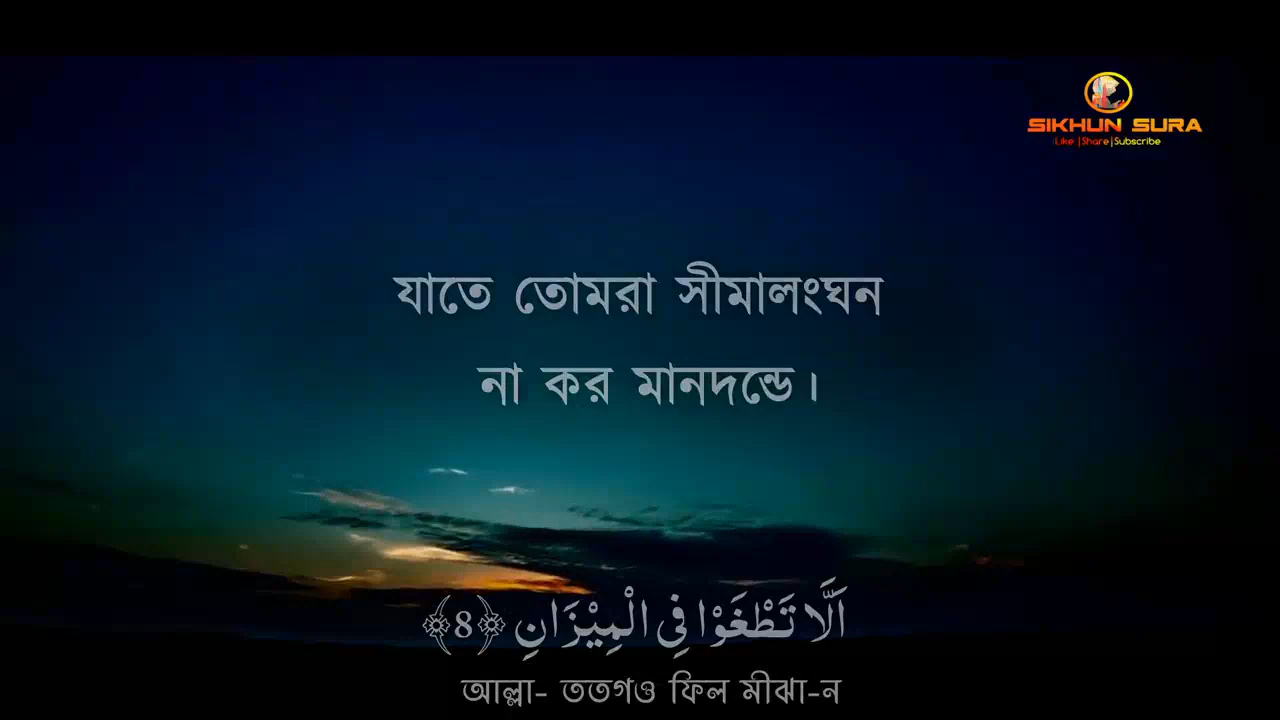 SIKHUN SURA
Like |Share|Subscribe
যাতে তোমরা সীমালংঘন
না কর মানদন্ডে।
اَلَّا تَطْغَوْا فِى الْمِيْزَانِ ﴿8﴾
আল্লা- ততগও ফিল মীঝা-ন